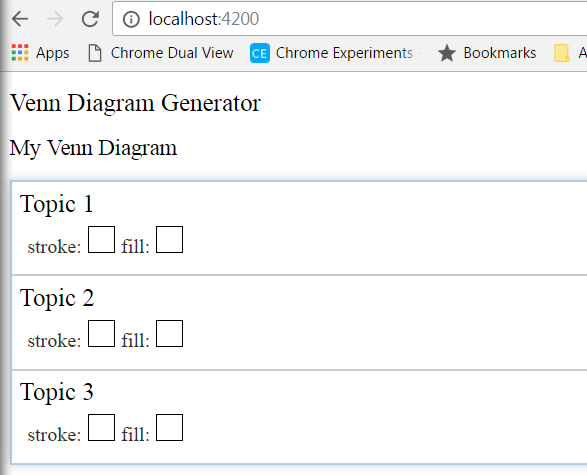 localhost:4200
Apps Chrome Dual View CE Chrome Experiments Bookmarks
Venn Diagram Generator
My Venn Diagram
Topic 1
stroke: fill:
Topic 2
stroke: fill:
Topic 3
stroke: fill: